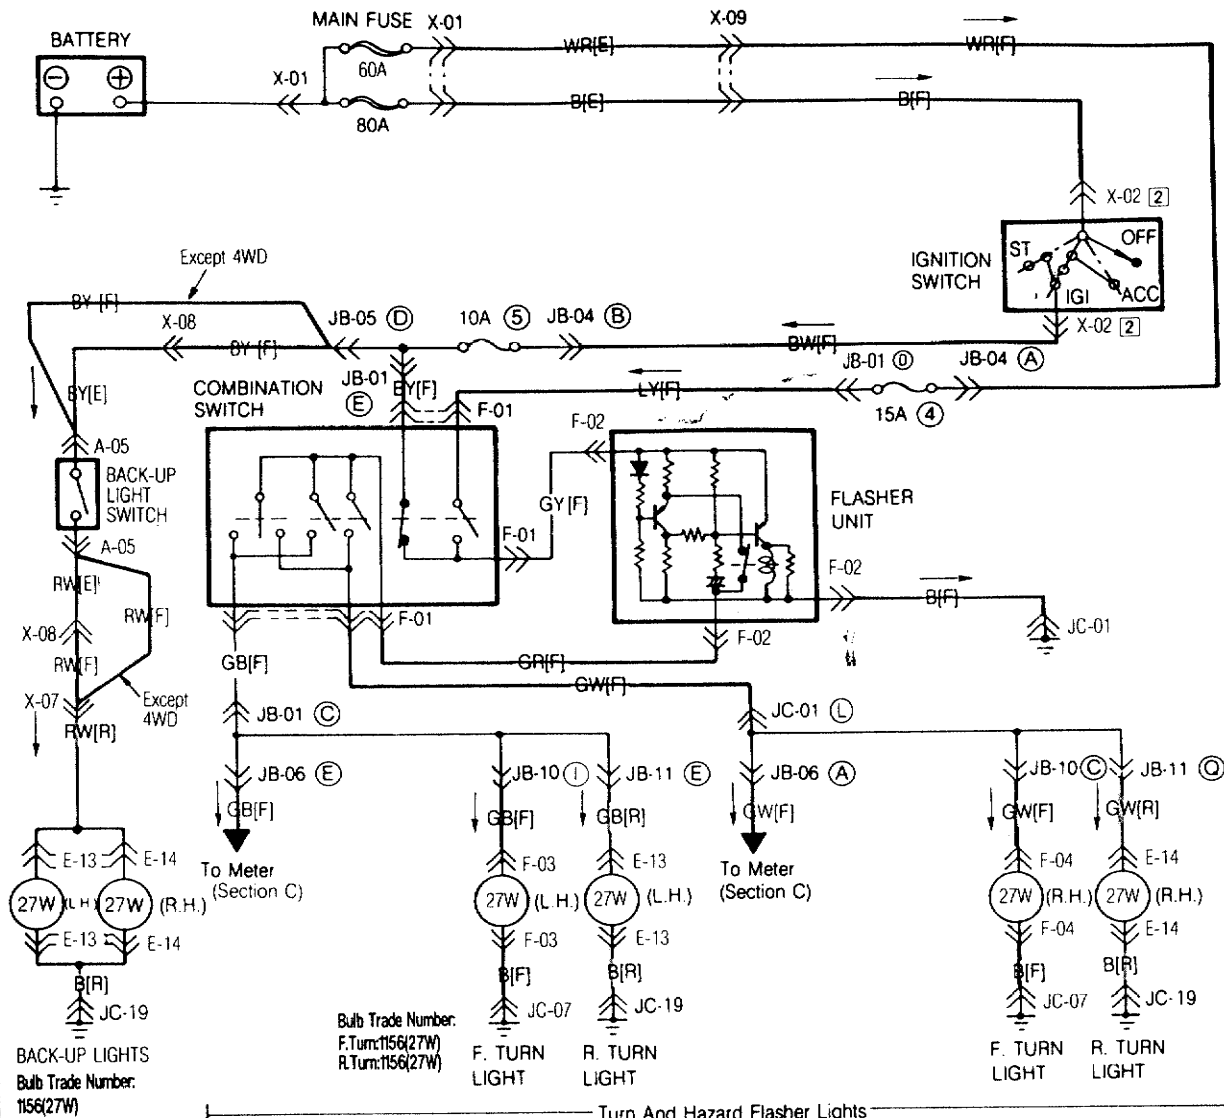 MAIN FUSE X-01 X-09
BATTERY
WR[E] WR[F]
60A
X-01
B[E] B[F]
80A
X-02 2
IGNITION
SWITCH
ST OFF
IGI ACC
X-02 2
Except 4WD
BY [F]
X-08 JB-05 D 10A 5 JB-04 B
BY [F] BW[F]
JB-01 D JB-04 A
COMBINATION
SWITCH
JB-01
E
BY[F] LY[F]
15A 4
BY[E]
F-01 F-02
A-05
BACK-UP
LIGHT
SWITCH
GY[F]
FLASHER
UNIT
F-01
A-05
F-02
RW[E]
RW[F]
B[F]
X-08
F-01 F-02 JC-01
RW[F]
GB[F] GR[F]
GW[F]
X-07 Except
4WD
RW[R]
JB-01 C JC-01 L
JB-06 E JB-10 I JB-11 E JB-06 A JB-10 C JB-11 Q
GB[F] GB[F] GB[R] GW[F] GW[F] GW[R]
E-13 E-14
To Meter
(Section C)
F-03 E-13
To Meter
(Section C)
F-04 E-14
27W (L.H.) 27W (R.H.)
27W (L.H.) 27W (L.H.) 27W (R.H.) 27W (R.H.)
E-13 E-14 F-03 E-13 F-04 E-14
B[R] B[F] B[R] B[F] B[R]
JC-19 JC-07 JC-19 JC-07 JC-19
BACK-UP LIGHTS
Bulb Trade Number:
1156(27W)
Bulb Trade Number:
F.Turn:1156(27W)
R.Turn:1156(27W)
F. TURN
LIGHT
R. TURN
LIGHT
F. TURN
LIGHT
R. TURN
LIGHT
Turn And Hazard Flasher Lights